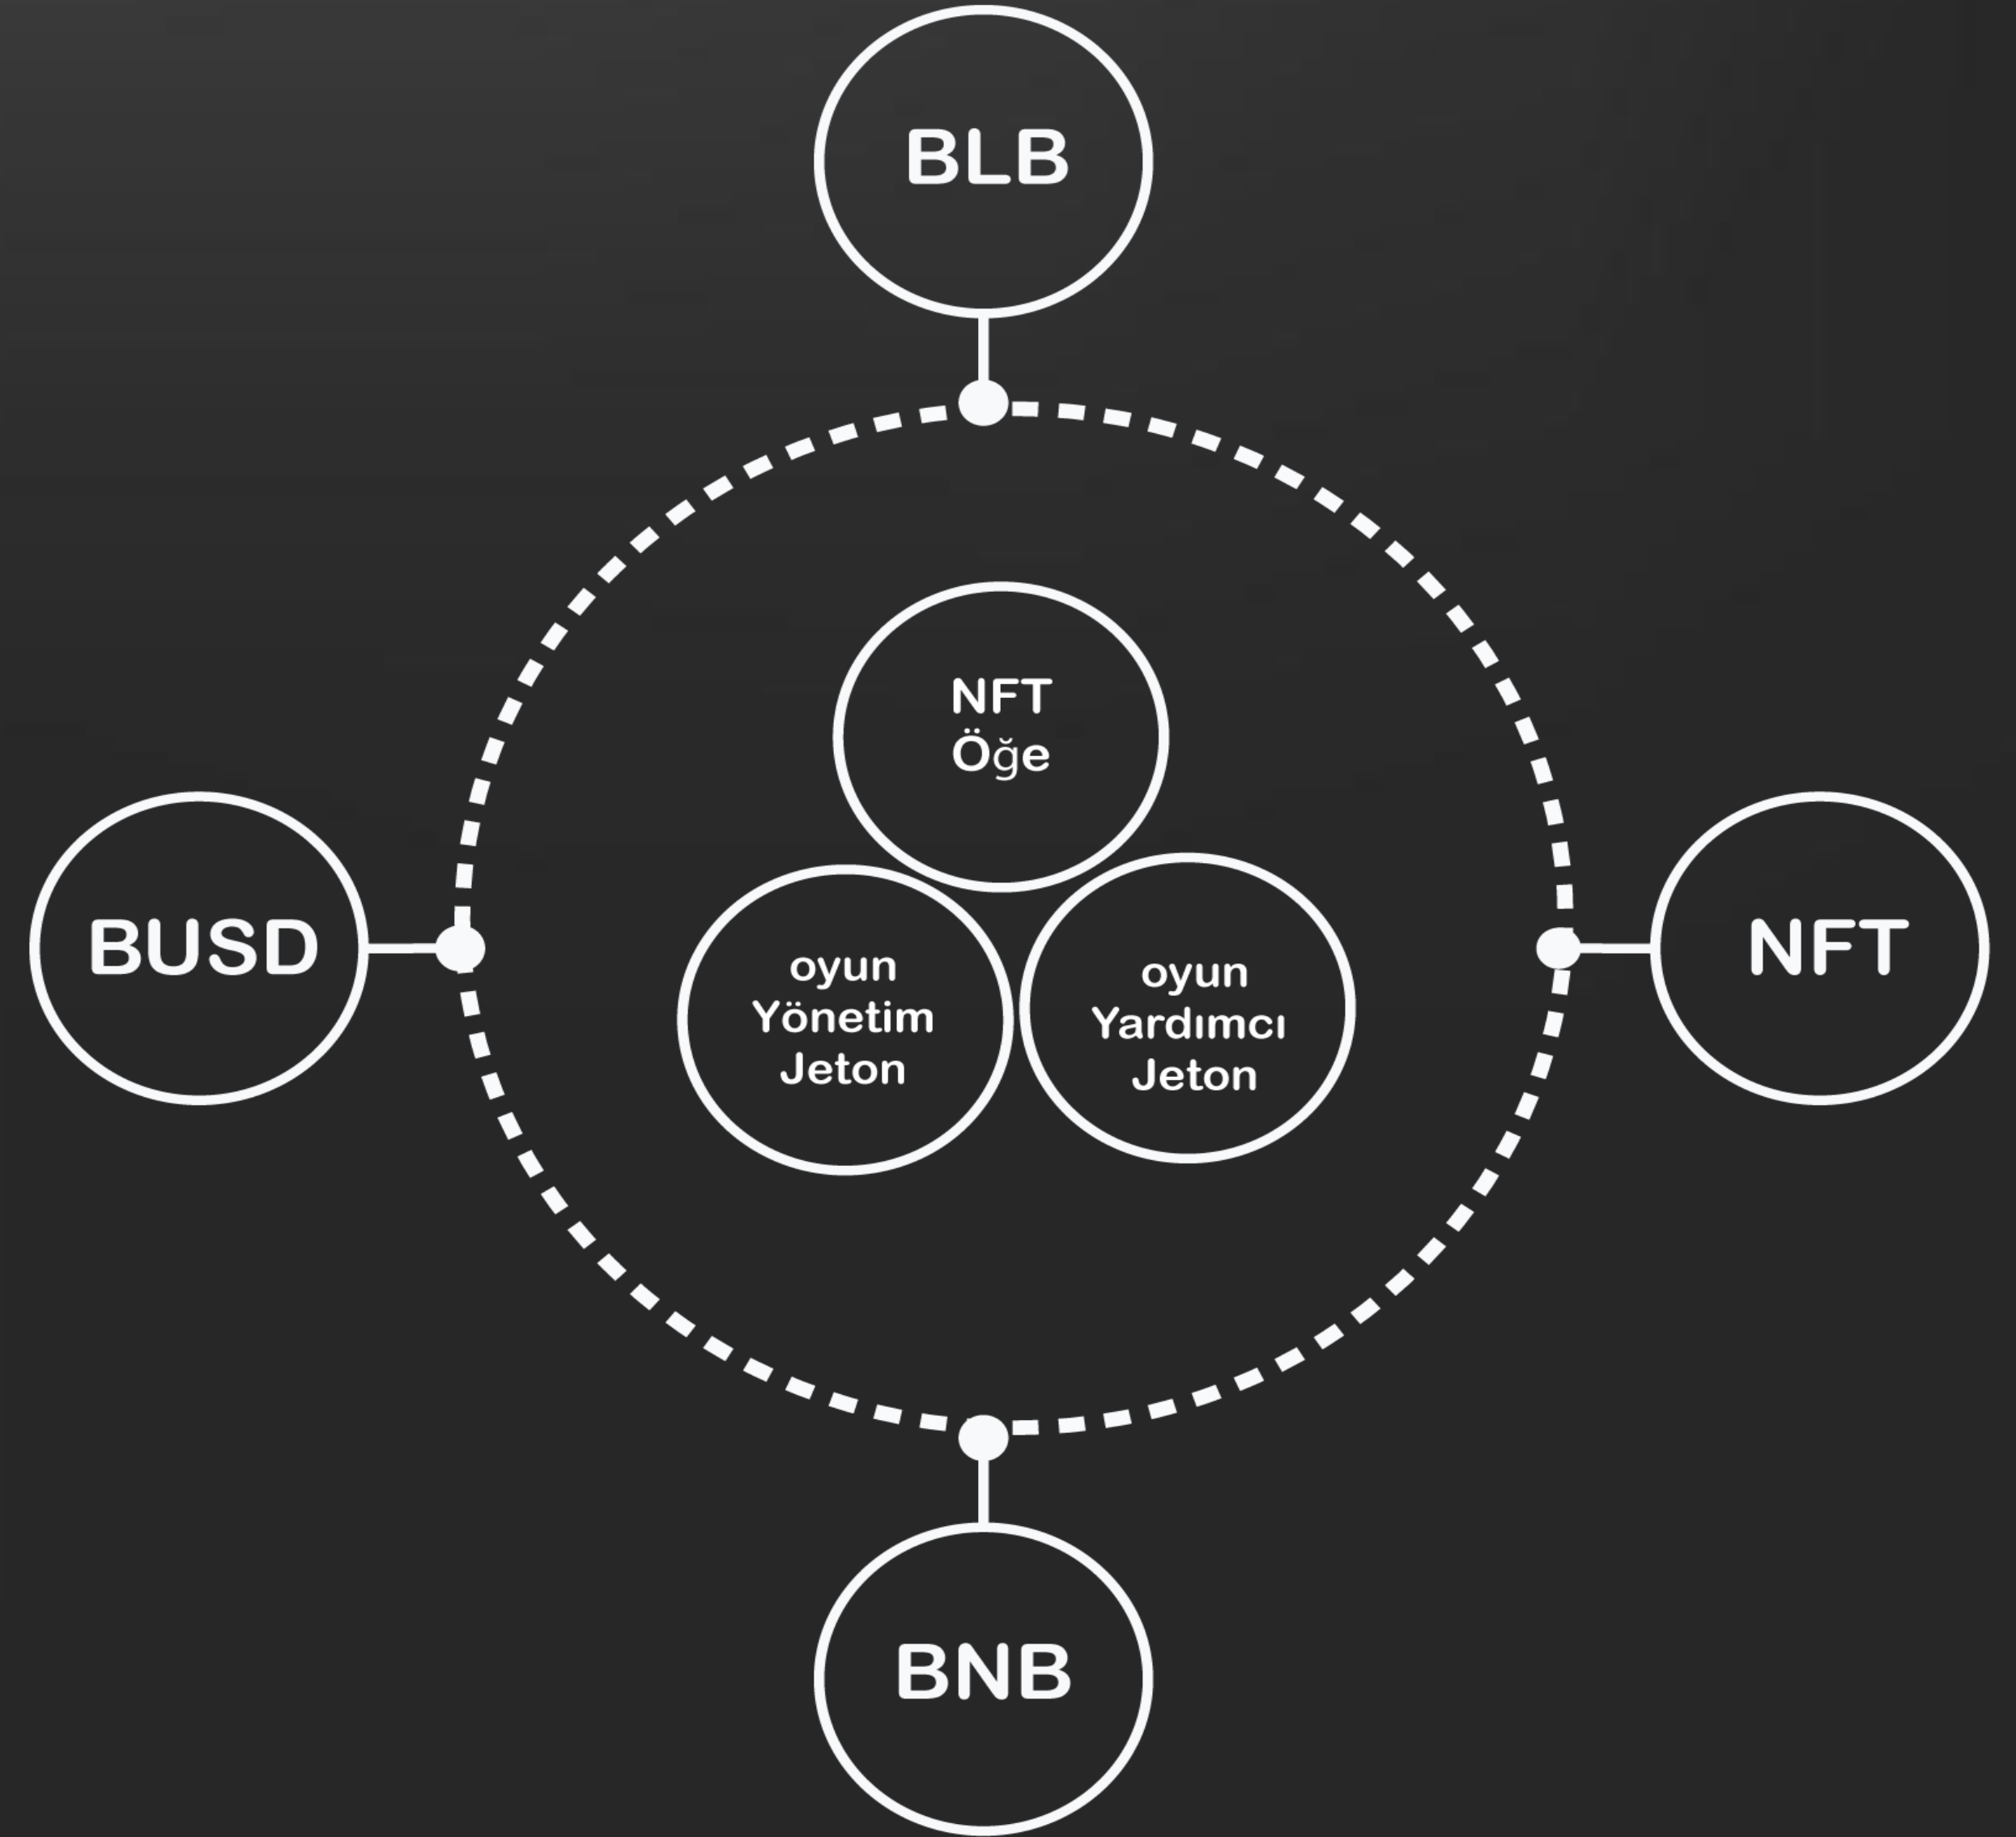 BLB
NFT
Öğe
BUSD
oyun
Yönetim
Jeton
oyun
Yardımcı
Jeton
NFT
BNB